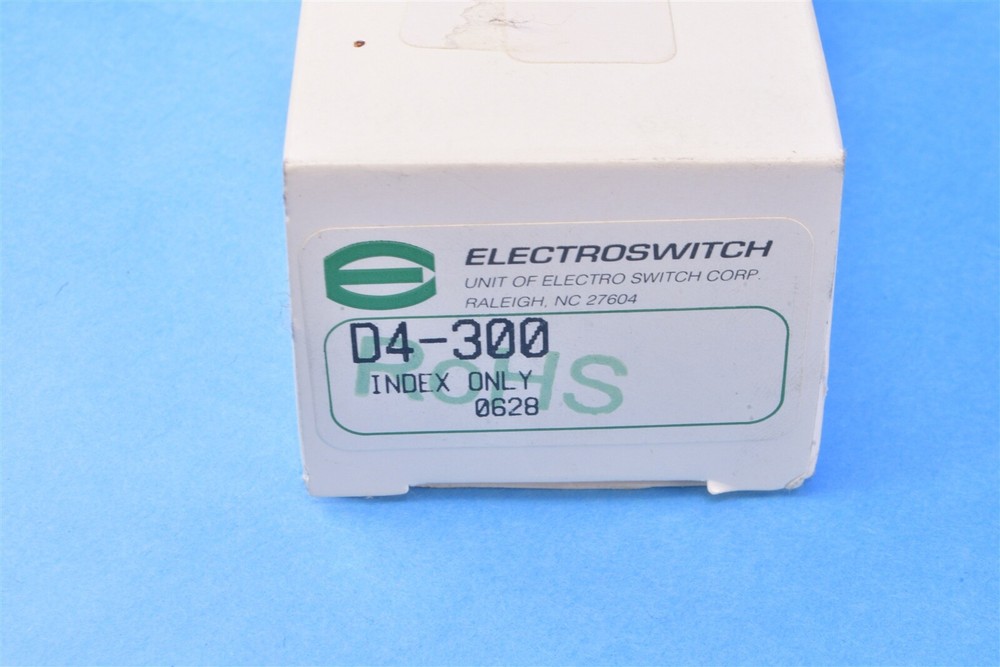 ELECTROSWITCH
UNIT OF ELECTRO SWITCH CORP.
RALEIGH, NC 27604
D4-300
RoHS
INDEX ONLY
0628